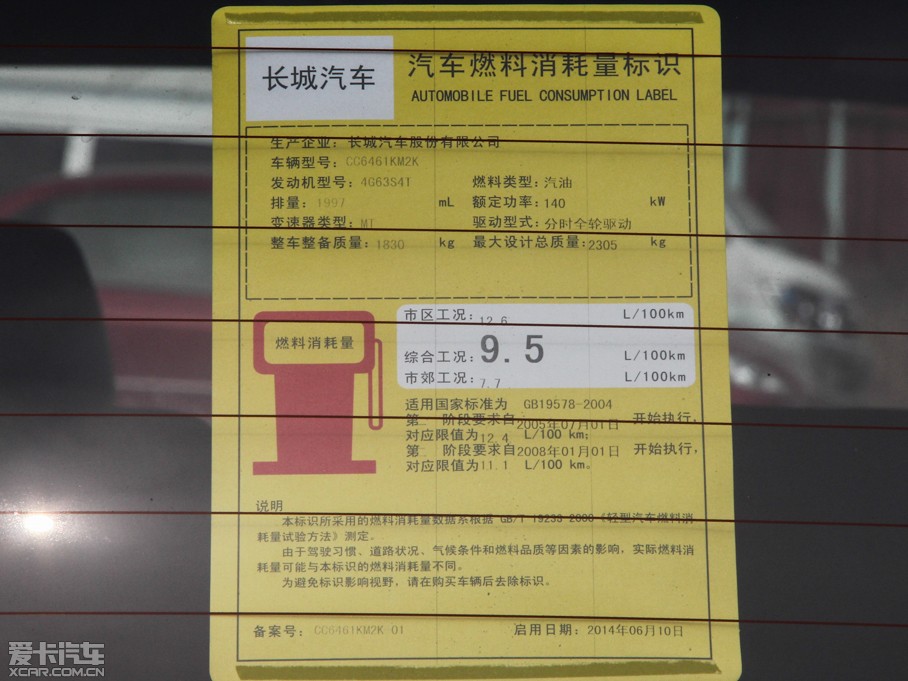 长城汽车
汽车燃料消耗量标识
AUTOMOBILE FUEL CONSUMPTION LABEL
生产企业：长城汽车股份有限公司
车辆型号：CC6461KM2K
发动机型号：4G63S4T 燃料类型：汽油
排量：1997 mL 额定功率：140 kW
变速器类型：MT 驱动型式：分时全轮驱动
整车整备质量：1830 kg 最大设计总质量：2305 kg
燃料消耗量
市区工况：12.6 L/100km
综合工况：9.5 L/100km
市郊工况：7.7 L/100km
适用国家标准为 GB19578-2004
第一阶段要求自2005年07月01日 开始执行，
对应限值为12.4 L/100 km；
第二阶段要求自2008年01月01日 开始执行，
对应限值为11.1 L/100 km。
说明
本标识所采用的燃料消耗量数据系根据 GB/T 19233-2008《轻型汽车燃料消
耗量试验方法》测定。
由于驾驶习惯、道路状况、气候条件和燃料品质等因素的影响，实际燃料消
耗量可能与本标识的燃料消耗量不同。
为避免标识影响视野，请在购买车辆后去除标识。
备案号：CC6461KM2K-01 启用日期：2014年06月10日
爱卡汽车
XCAR.COM.CN